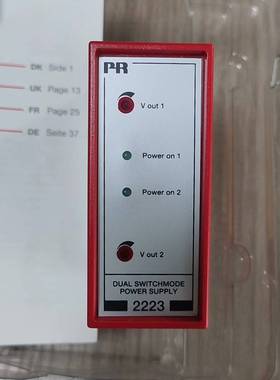 DK Side 1
UK Page 13
FR Page 25
DE Seite 37
PR
V out 1
Power on 1
Power on 2
V out 2
DUAL SWITCHMODE
POWER SUPPLY
2223